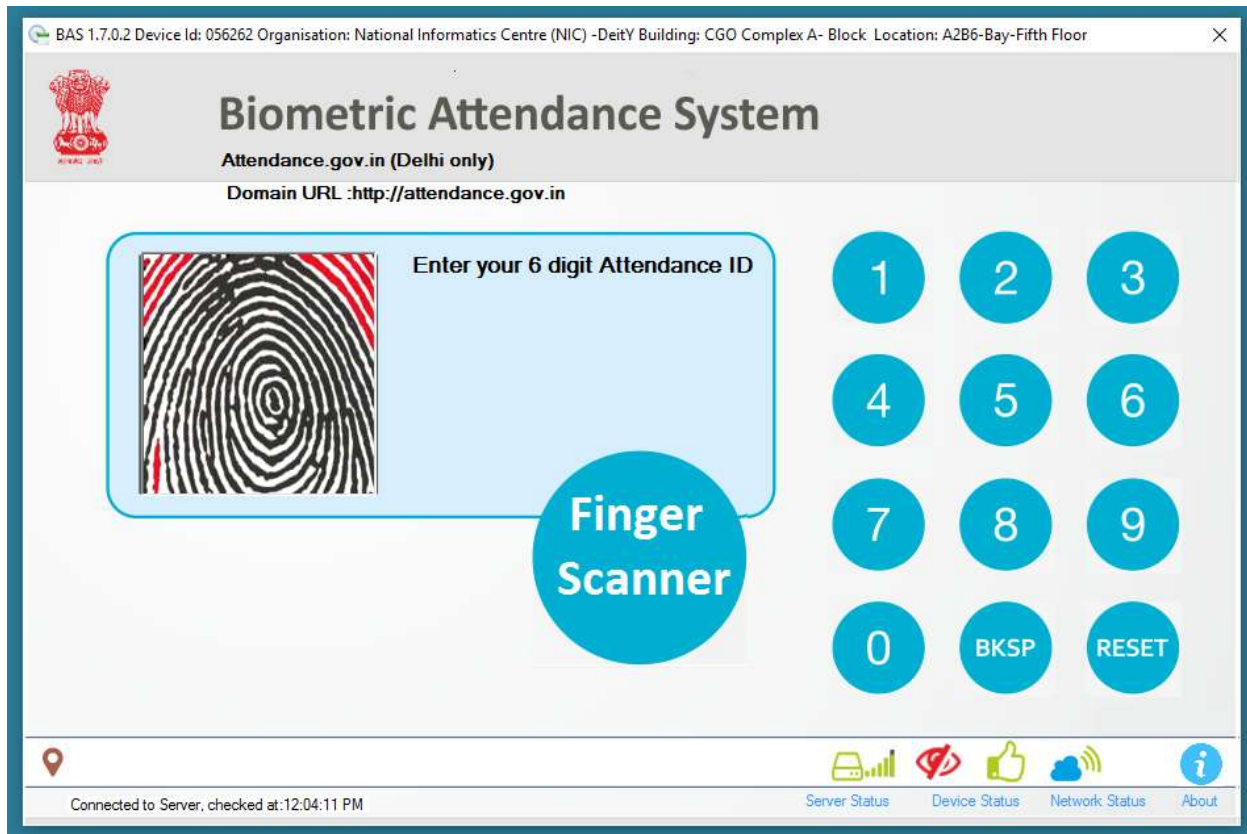 BAS 1.7.0.2 Device Id: 056262 Organisation: National Informatics Centre (NIC) -DeitY Building: CGO Complex A- Block Location: A2B6-Bay-Fifth Floor
Biometric Attendance System
Attendance.gov.in (Delhi only)
Domain URL :http://attendance.gov.in
Enter your 6 digit Attendance ID
Finger
Scanner
1 2 3
4 5 6
7 8 9
0 BKSP RESET
Server Status Device Status Network Status About
Connected to Server, checked at:12:04:11 PM